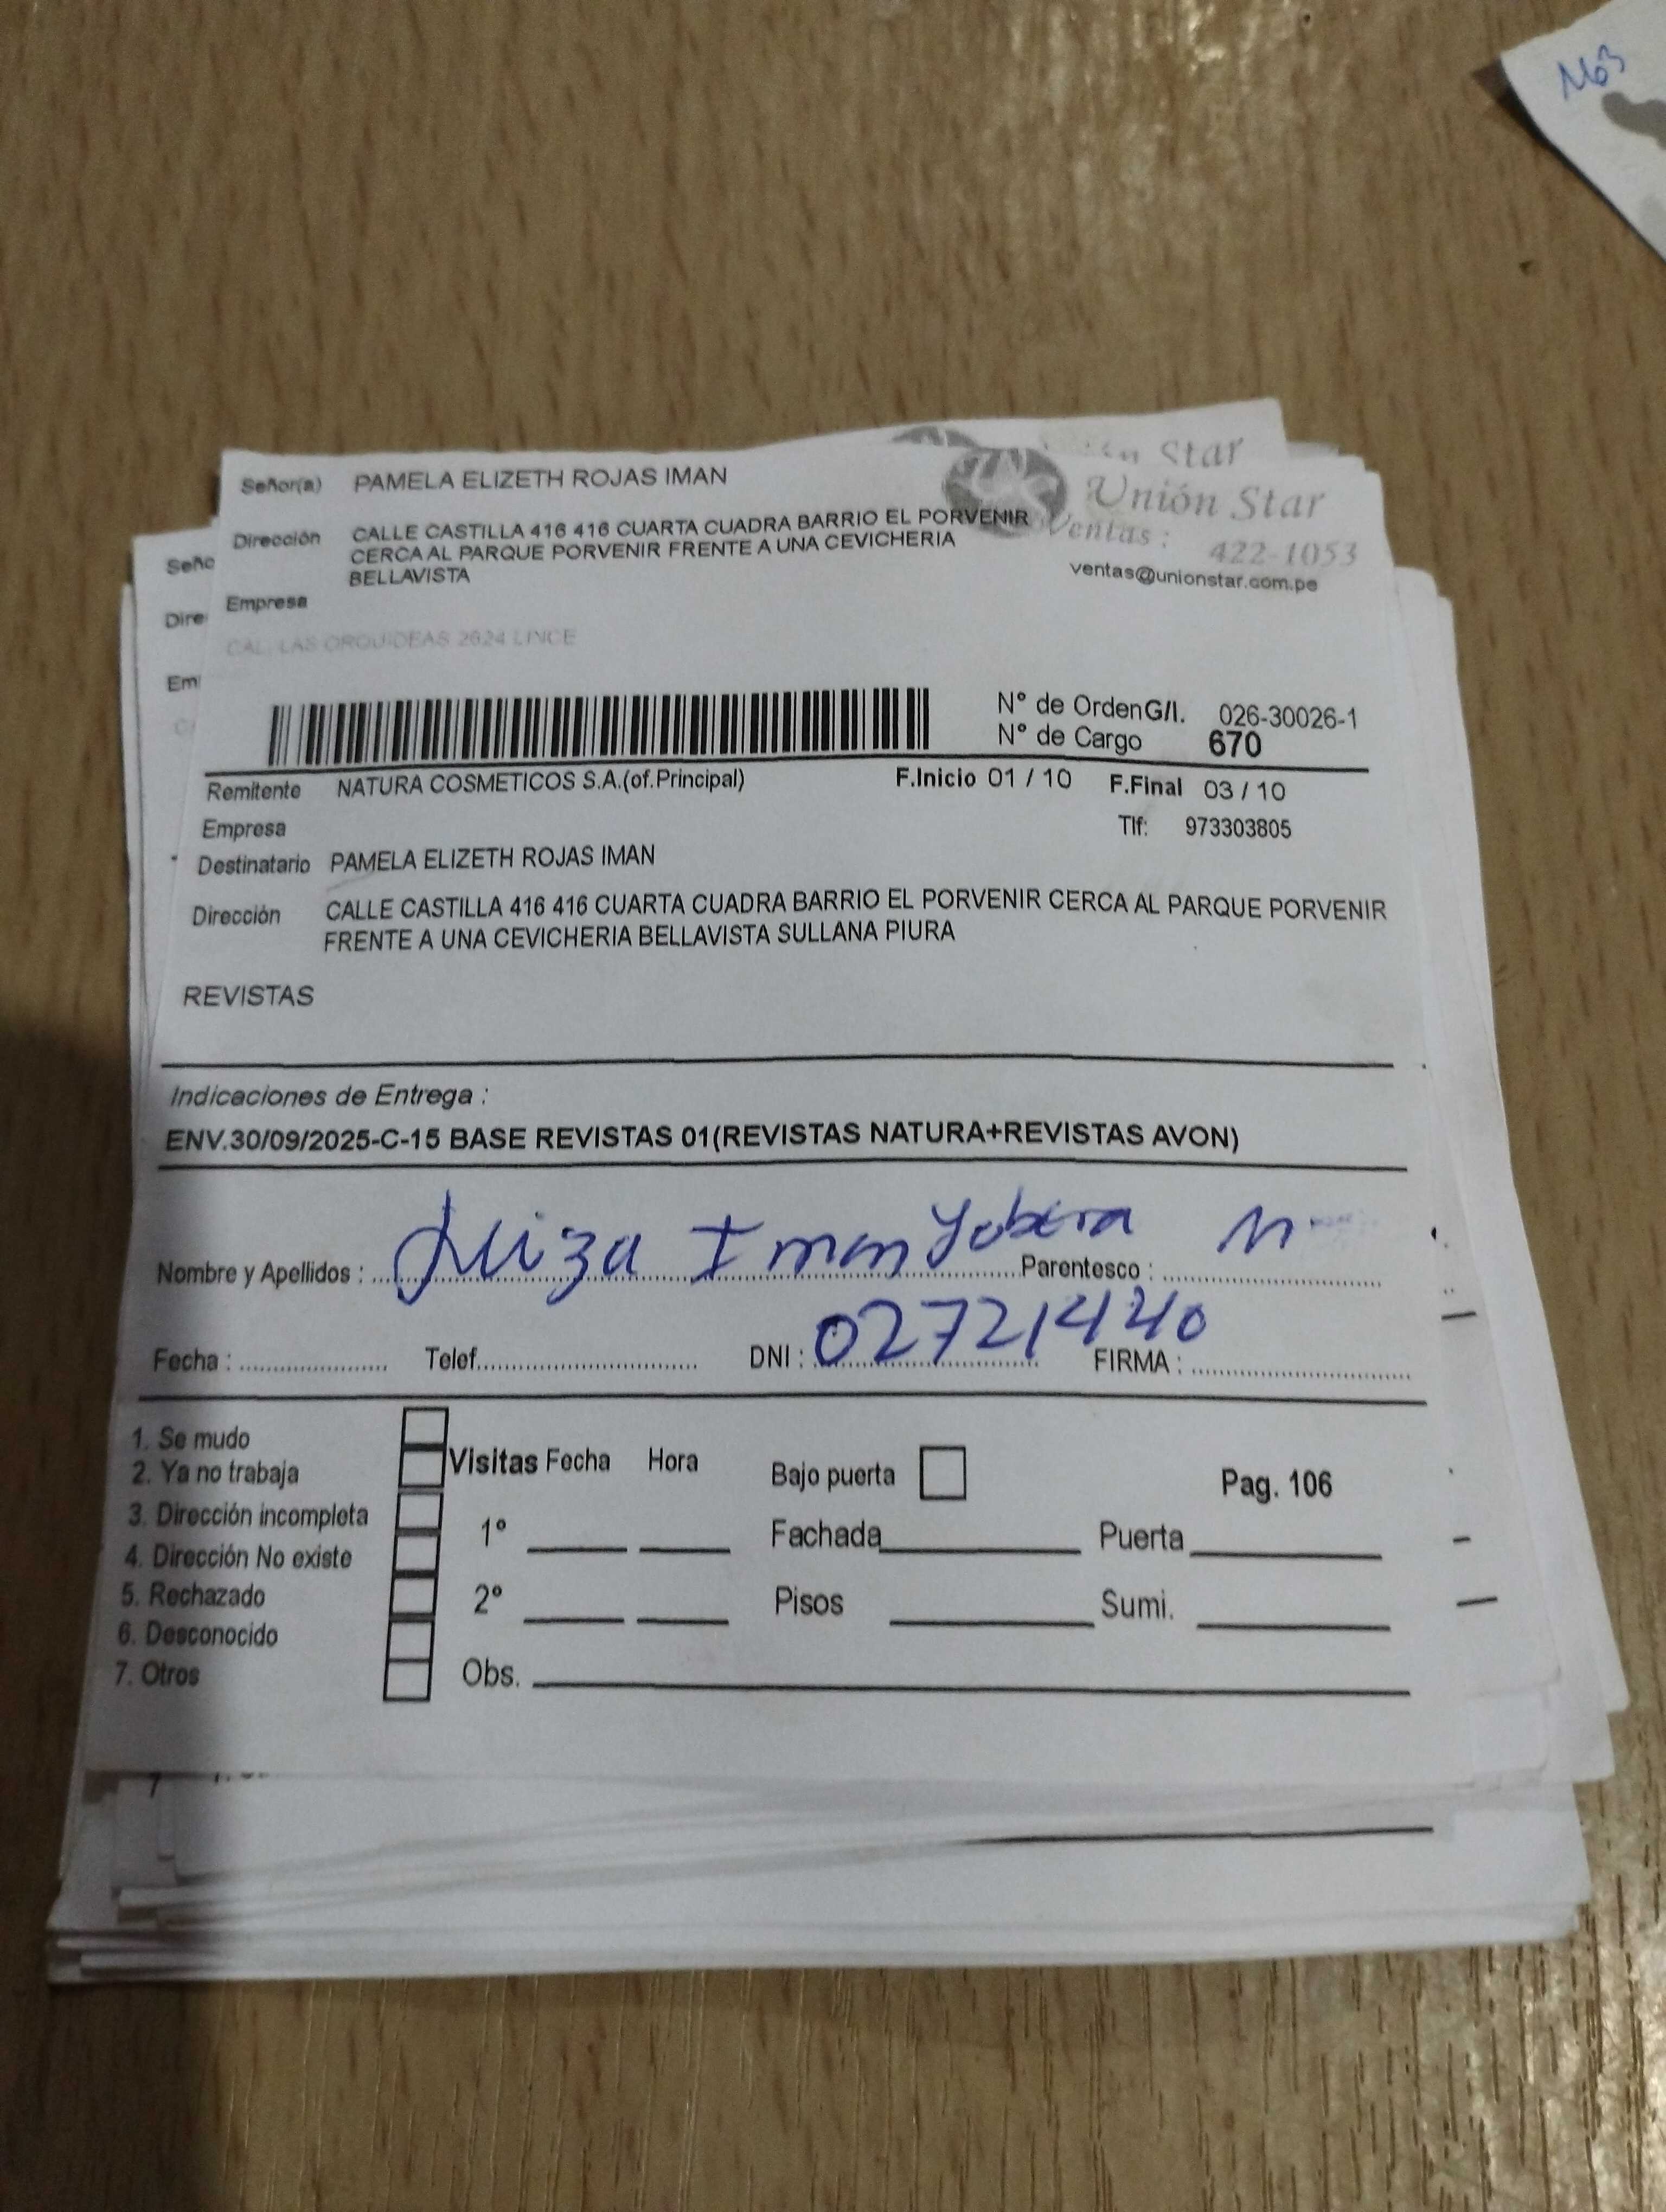 Señor(a) PAMELA ELIZETH ROJAS IMAN
Unión Star
Dirección CALLE CASTILLA 416 416 CUARTA CUADRA BARRIO EL PORVENIR
CERCA AL PARQUE PORVENIR FRENTE A UNA CEVICHERIA
BELLAVISTA
Ventas : 422-1053
ventas@unionstar.com.pe
Empresa
CAL. LAS ORQUIDEAS 2624 LINCE
N° de Orden G/I. 026-30026-1
N° de Cargo 670
Remitente NATURA COSMETICOS S.A.(of.Principal) F.Inicio 01 / 10 F.Final 03 / 10
Empresa Tlf: 973303805
Destinatario PAMELA ELIZETH ROJAS IMAN
Dirección CALLE CASTILLA 416 416 CUARTA CUADRA BARRIO EL PORVENIR CERCA AL PARQUE PORVENIR
FRENTE A UNA CEVICHERIA BELLAVISTA SULLANA PIURA
REVISTAS
Indicaciones de Entrega :
ENV.30/09/2025-C-15 BASE REVISTAS 01(REVISTAS NATURA+REVISTAS AVON)
Nombre y Apellidos : Parentesco :
Fecha : Telef. DNI : 02721440 FIRMA :
1. Se mudo
2. Ya no trabaja
3. Dirección incompleta
4. Dirección No existe
5. Rechazado
6. Desconocido
7. Otros
Visitas Fecha Hora Bajo puerta Pag. 106
1° Fachada Puerta
2° Pisos Sumi.
Obs.